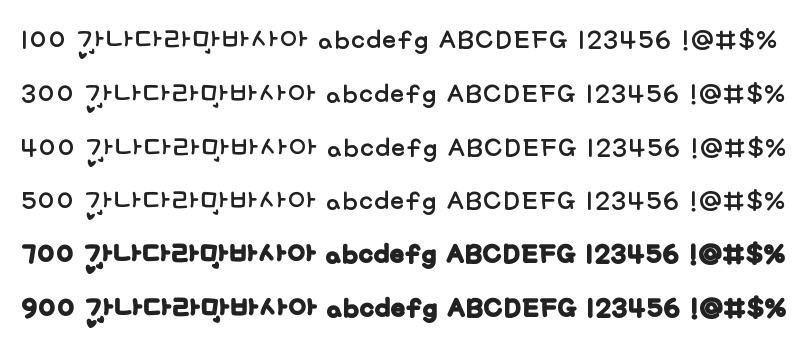 100 가나다라마바사아 abcdefg ABCDEFG 123456 !@#$%
300 가나다라마바사아 abcdefg ABCDEFG 123456 !@#$%
400 가나다라마바사아 abcdefg ABCDEFG 123456 !@#$%
500 가나다라마바사아 abcdefg ABCDEFG 123456 !@#$%
700 가나다라마바사아 abcdefg ABCDEFG 123456 !@#$%
900 가나다라마바사아 abcdefg ABCDEFG 123456 !@#$%